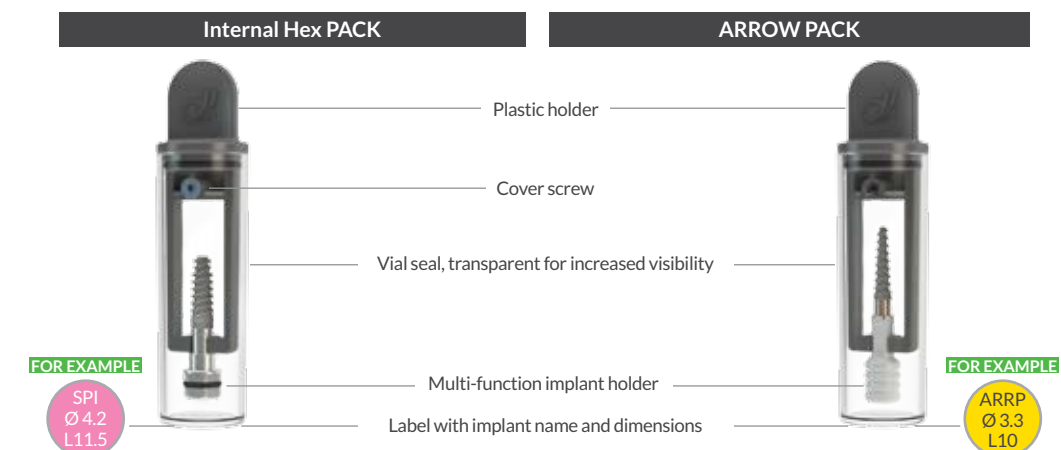 Internal Hex PACK
ARROW PACK
Plastic holder
Cover screw
Vial seal, transparent for increased visibility
FOR EXAMPLE
SPI
Ø 4.2
L11.5
Multi-function implant holder
Label with implant name and dimensions
FOR EXAMPLE
ARRP
Ø 3.3
L10